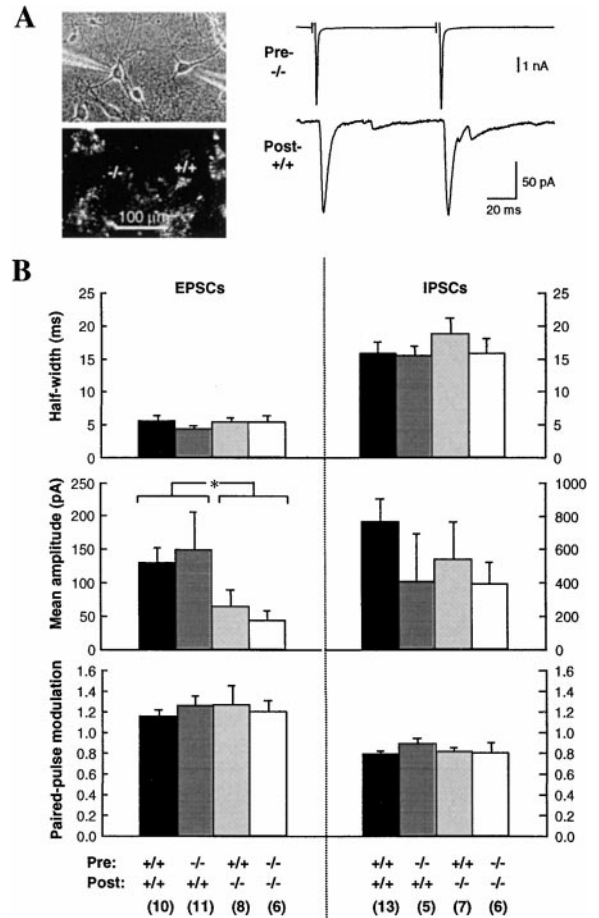 A
Pre-
-/-
1 nA
Post-
+/+
50 pA
20 ms
-/-
+/+
100 μm
B
EPSCs
IPSCs
Half-width (ms)
25
20
15
10
5
0
25
20
15
10
5
0
*
Mean amplitude (pA)
250
200
150
100
50
0
1000
800
600
400
200
0
Paired-pulse modulation
1.6
1.4
1.2
1.0
0.8
0.6
0.4
0.2
0.0
1.6
1.4
1.2
1.0
0.8
0.6
0.4
0.2
0.0
Pre: +/+ -/- +/+ -/- +/+ -/- +/+ -/-
Post: +/+ +/+ -/- -/- +/+ +/+ -/- -/-
(10) (11) (8) (6) (13) (5) (7) (6)